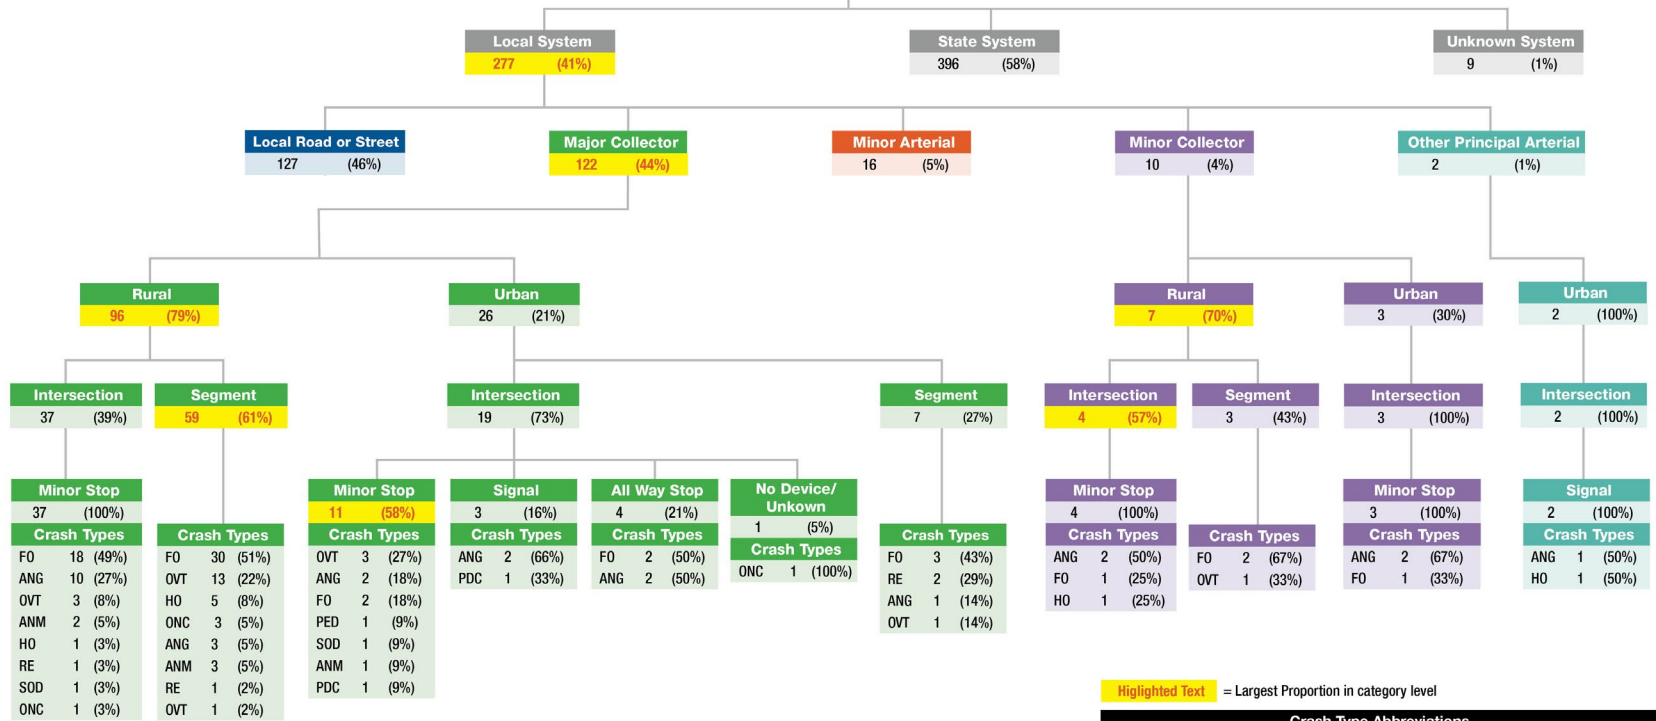 Local System
277 (41%)
State System
396 (58%)
Unknown System
9 (1%)
Local Road or Street
127 (46%)
Major Collector
122 (44%)
Minor Arterial
16 (5%)
Minor Collector
10 (4%)
Other Principal Arterial
2 (1%)
Rural
96 (79%)
Urban
26 (21%)
Rural
7 (70%)
Urban
3 (30%)
Urban
2 (100%)
Intersection
37 (39%)
Segment
59 (61%)
Intersection
19 (73%)
Segment
7 (27%)
Intersection
4 (57%)
Segment
3 (43%)
Intersection
3 (100%)
Intersection
2 (100%)
Minor Stop
37 (100%)
Crash Types
FO 18 (49%)
ANG 10 (27%)
OVT 3 (8%)
ANM 2 (5%)
HO 1 (3%)
RE 1 (3%)
SOD 1 (3%)
ONC 1 (3%)
Crash Types
FO 30 (51%)
OVT 13 (22%)
HO 5 (8%)
ONC 3 (5%)
ANG 3 (5%)
ANM 3 (5%)
RE 1 (2%)
OVT 1 (2%)
Minor Stop
11 (58%)
Crash Types
OVT 3 (27%)
ANG 2 (18%)
FO 2 (18%)
PED 1 (9%)
SOD 1 (9%)
ANM 1 (9%)
PDC 1 (9%)
Signal
3 (16%)
Crash Types
ANG 2 (66%)
PDC 1 (33%)
All Way Stop
4 (21%)
Crash Types
FO 2 (50%)
ANG 2 (50%)
No Device/
Unkown
1 (5%)
Crash Types
ONC 1 (100%)
Crash Types
FO 3 (43%)
RE 2 (29%)
ANG 1 (14%)
OVT 1 (14%)
Minor Stop
4 (100%)
Crash Types
ANG 2 (50%)
FO 1 (25%)
HO 1 (25%)
Crash Types
FO 2 (67%)
OVT 1 (33%)
Minor Stop
3 (100%)
Crash Types
ANG 2 (67%)
FO 1 (33%)
Signal
2 (100%)
Crash Types
ANG 1 (50%)
HO 1 (50%)
Higlighted Text = Largest Proportion in category level
Crash Type Abbreviations